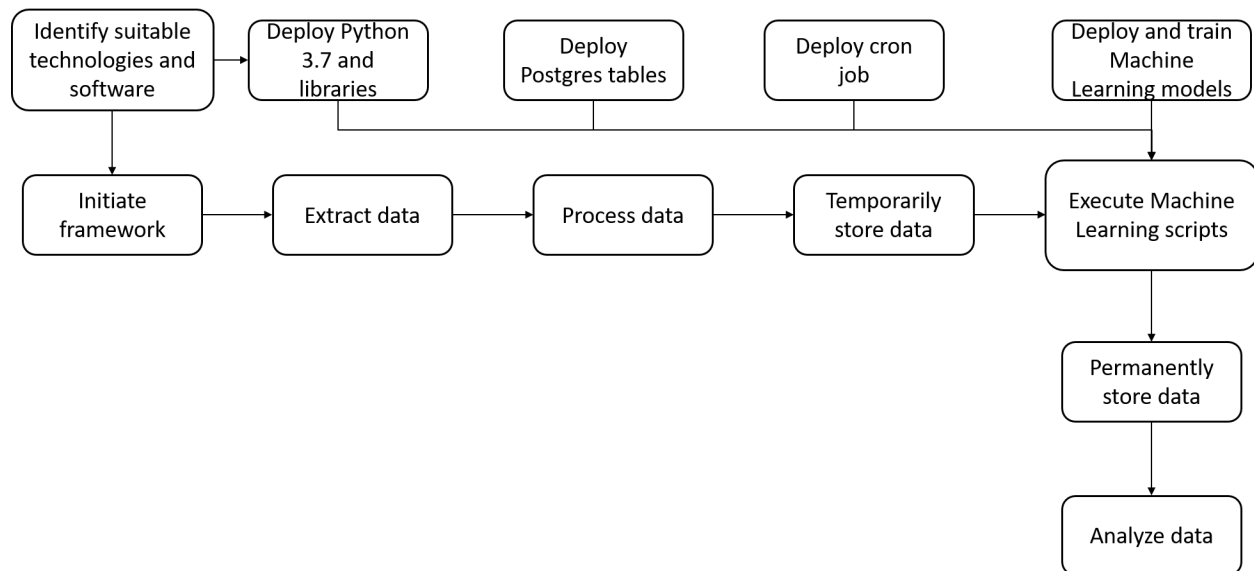 Identify suitable
technologies and
software
Deploy Python
3.7 and
libraries
Deploy
Postgres tables
Deploy cron
job
Deploy and train
Machine
Learning models
Initiate
framework
Extract data
Process data
Temporarily
store data
Execute Machine
Learning scripts
Permanently
store data
Analyze data